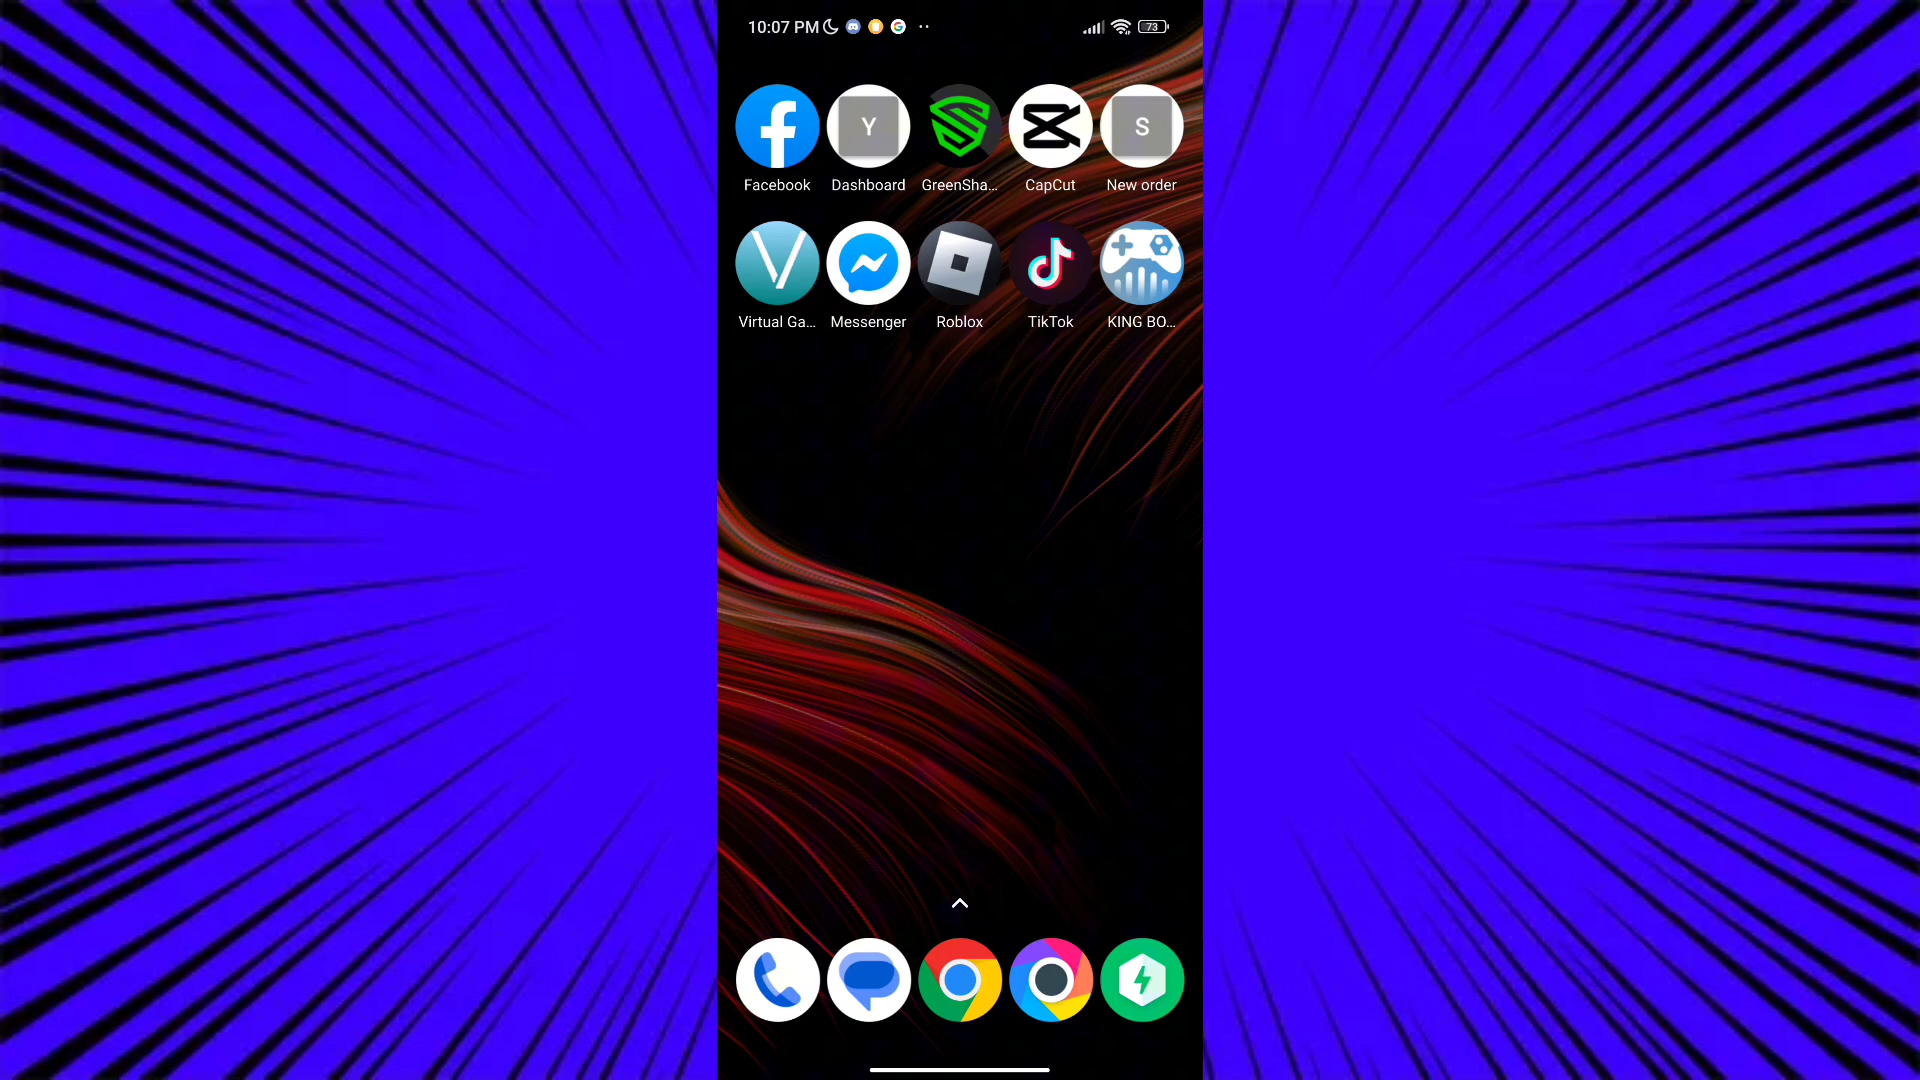 10:07 PM
73
Y
S
Facebook
Dashboard
GreenSha...
CapCut
New order
Virtual Ga...
Messenger
Roblox
TikTok
KING BO...